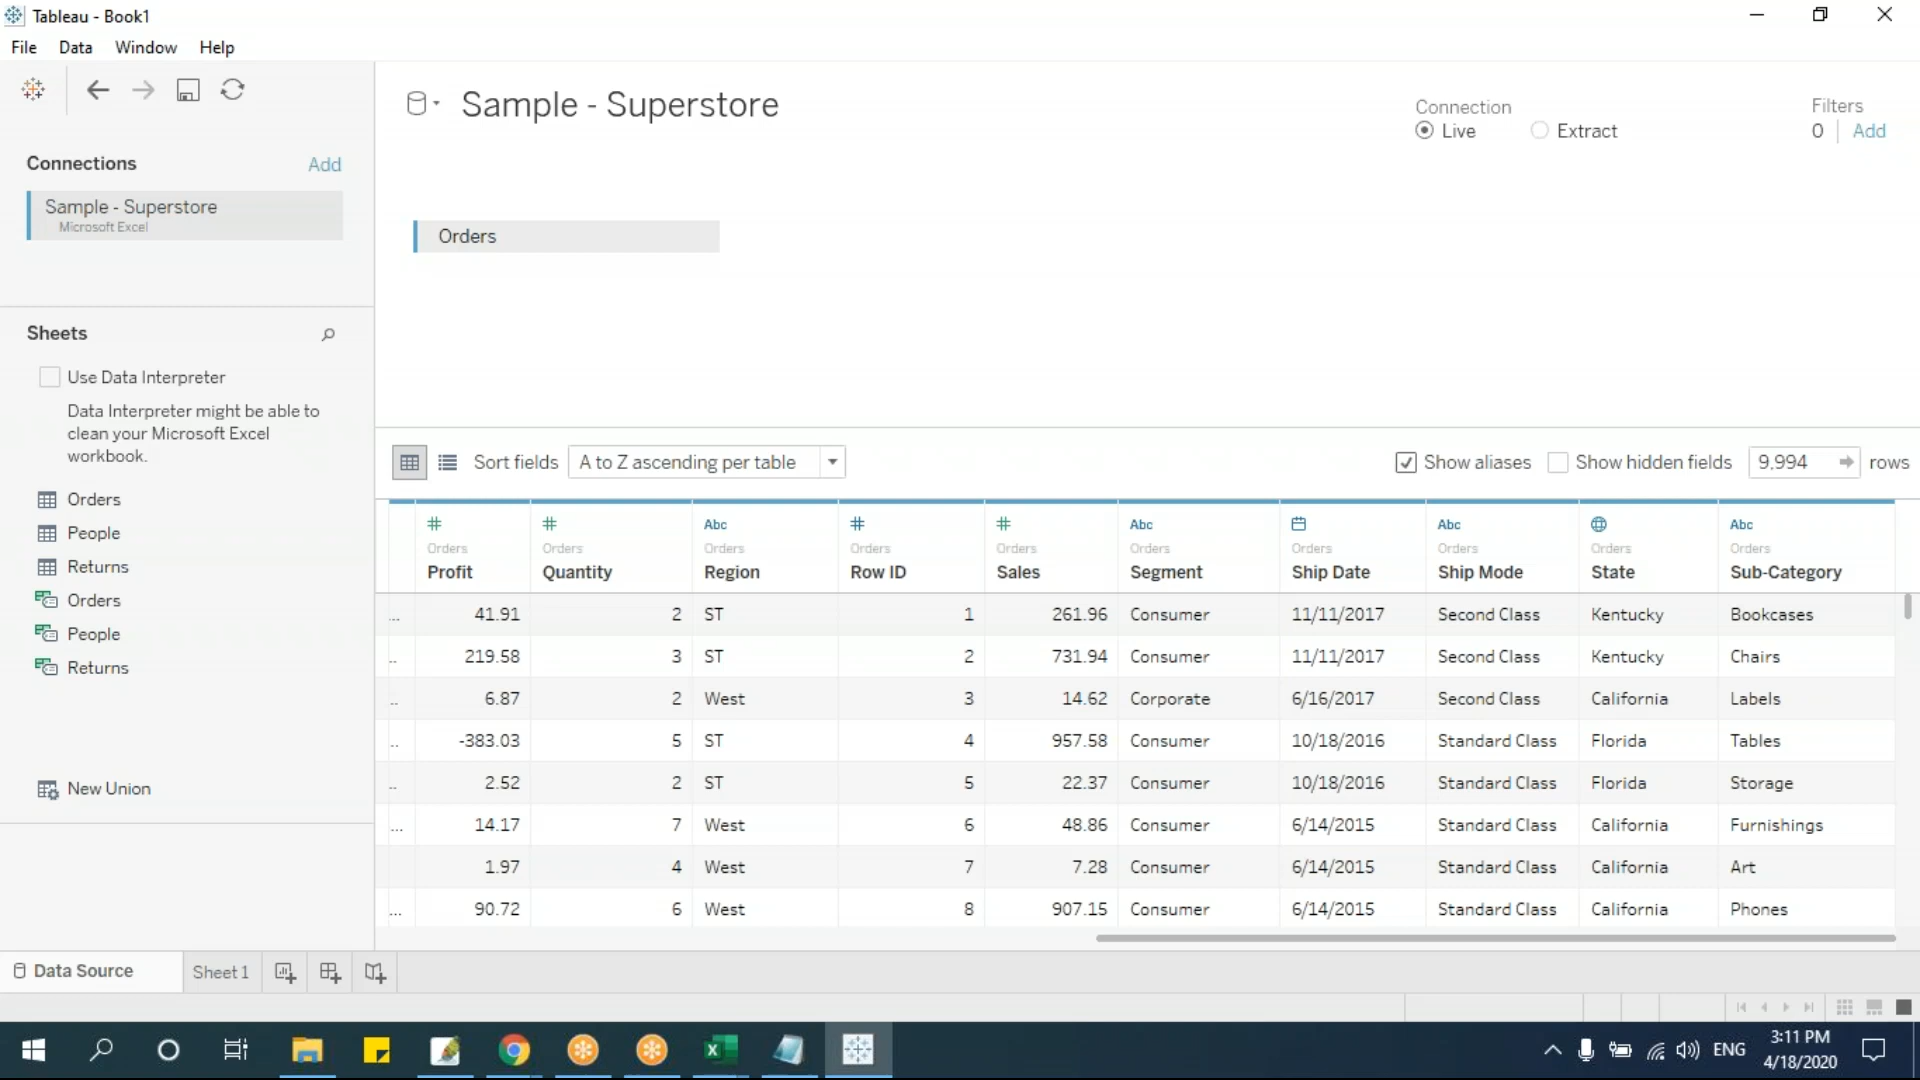 Tableau - Book1
File Data Window Help
Sample - Superstore
Connection
Live Extract
Filters
0 Add
Connections Add
Sample - Superstore
Microsoft Excel
Orders
Sheets
Use Data Interpreter
Data Interpreter might be able to
clean your Microsoft Excel
workbook.
Orders
People
Returns
Orders
People
Returns
New Union
Sort fields A to Z ascending per table Show aliases Show hidden fields 9,994 rows
# # Abc # # Abc Abc Abc
Orders Orders Orders Orders Orders Orders Orders Orders Orders Orders
Profit Quantity Region Row ID Sales Segment Ship Date Ship Mode State Sub-Category
... 41.91 2 ST 1 261.96 Consumer 11/11/2017 Second Class Kentucky Bookcases
.. 219.58 3 ST 2 731.94 Consumer 11/11/2017 Second Class Kentucky Chairs
.. 6.87 2 West 3 14.62 Corporate 6/16/2017 Second Class California Labels
.. -383.03 5 ST 4 957.58 Consumer 10/18/2016 Standard Class Florida Tables
.. 2.52 2 ST 5 22.37 Consumer 10/18/2016 Standard Class Florida Storage
... 14.17 7 West 6 48.86 Consumer 6/14/2015 Standard Class California Furnishings
1.97 4 West 7 7.28 Consumer 6/14/2015 Standard Class California Art
... 90.72 6 West 8 907.15 Consumer 6/14/2015 Standard Class California Phones
Data Source Sheet 1
ENG
3:11 PM
4/18/2020